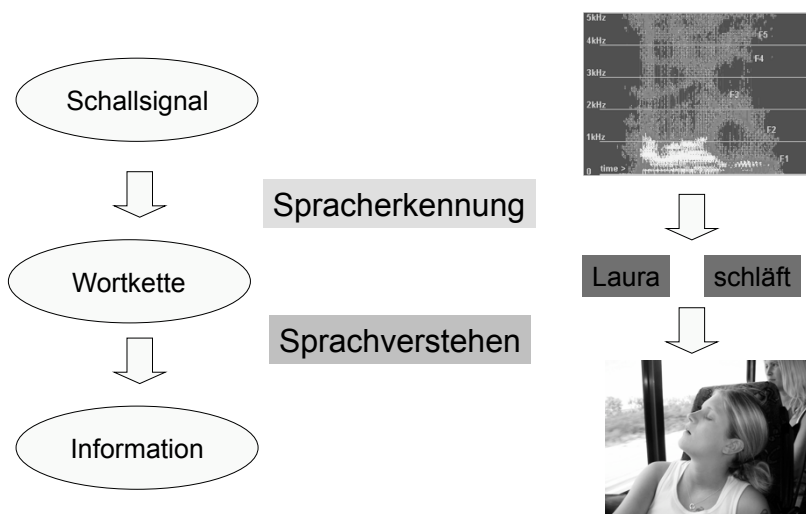 5kHz
4kHz
3kHz
2kHz
1kHz
0 time >
F5
F4
F3
F2
F1
Schallsignal
Spracherkennung
Wortkette
Laura schläft
Sprachverstehen
Information